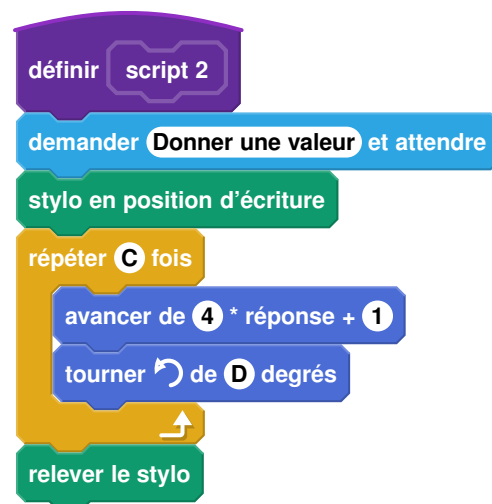 définir script 2
demander Donner une valeur et attendre
stylo en position d'écriture
répéter C fois
avancer de 4 * réponse + 1
tourner de D degrés
relever le stylo